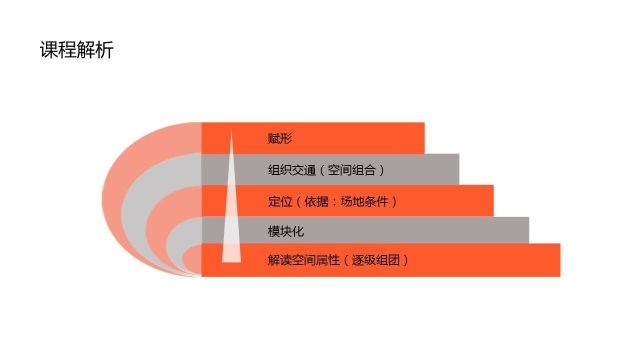 课程解析
赋形
组织交通（空间组合）
定位（依据：场地条件）
模块化
解读空间属性（逐级组团）